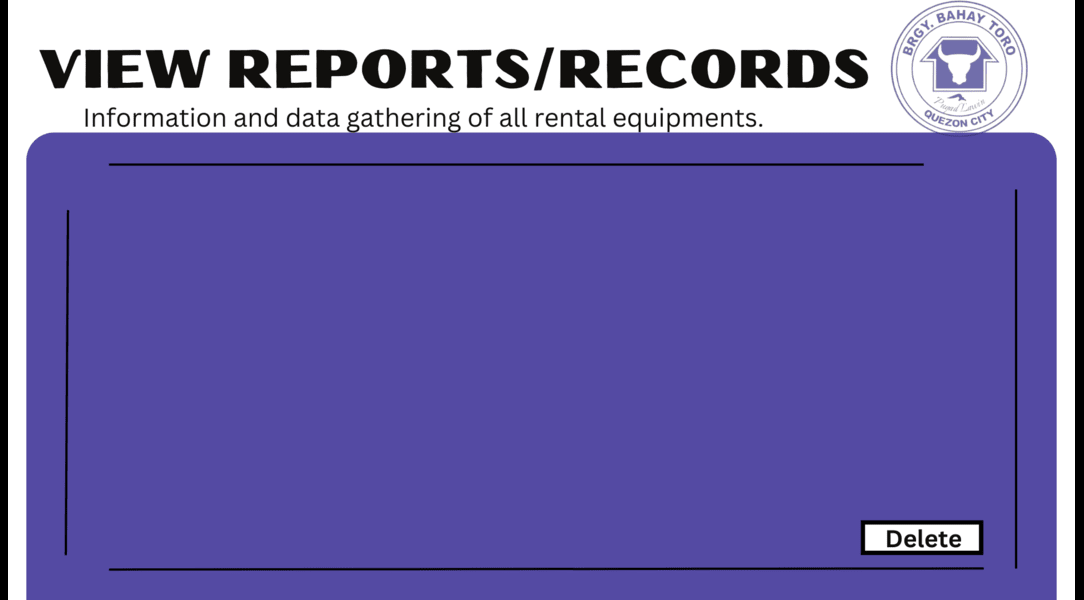 VIEW REPORTS/RECORDS
BRGY. BAHAY TORO
QUEZON CITY
Information and data gathering of all rental equipments.
Delete